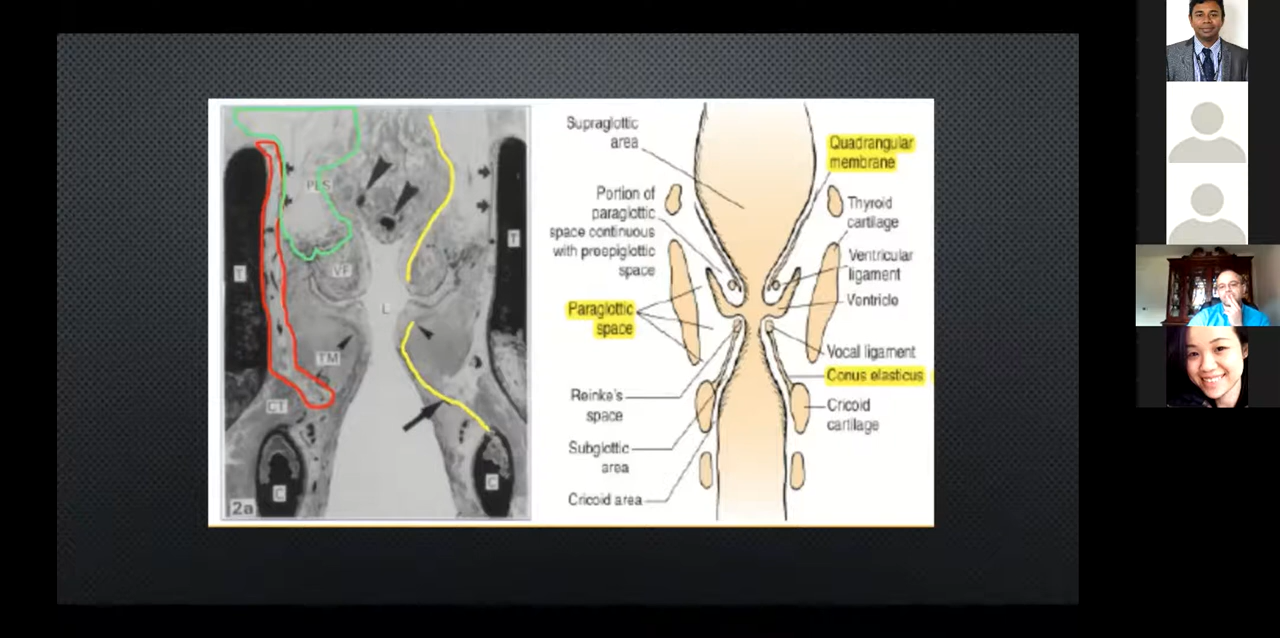 PES
T
VF
T
L
TM
CT
C
C
2a
Supraglottic
area
Portion of
paraglottic
space continuous
with preepiglottic
space
Paraglottic
space
Reinke's
space
Subglottic
area
Cricoid area
Quadrangular
membrane
Thyroid
cartilage
Ventricular
ligament
Ventricle
Vocal ligament
Conus elasticus
Cricoid
cartilage